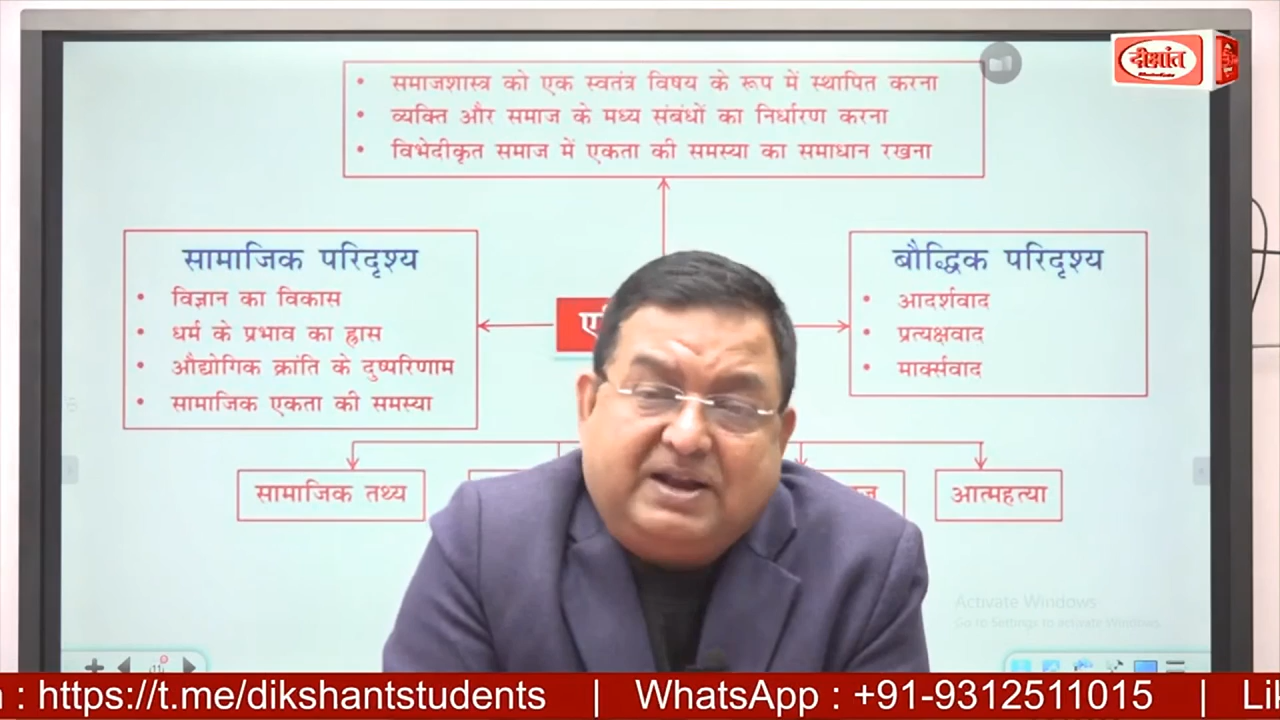 दीक्षांत
• समाजशास्त्र को एक स्वतंत्र विषय के रूप में स्थापित करना
• व्यक्ति और समाज के मध्य संबंधों का निर्धारण करना
• विभेदीकृत समाज में एकता की समस्या का समाधान रखना
सामाजिक परिदृश्य
• विज्ञान का विकास
• धर्म के प्रभाव का ह्रास
• औद्योगिक क्रांति के दुष्परिणाम
• सामाजिक एकता की समस्या
बौद्धिक परिदृश्य
• आदर्शवाद
• प्रत्यक्षवाद
• मार्क्सवाद
सामाजिक तथ्य
आत्महत्या
Activate Windows
Go to Settings to activate Windows.
: https://t.me/dikshantstudents | WhatsApp : +91-9312511015 |